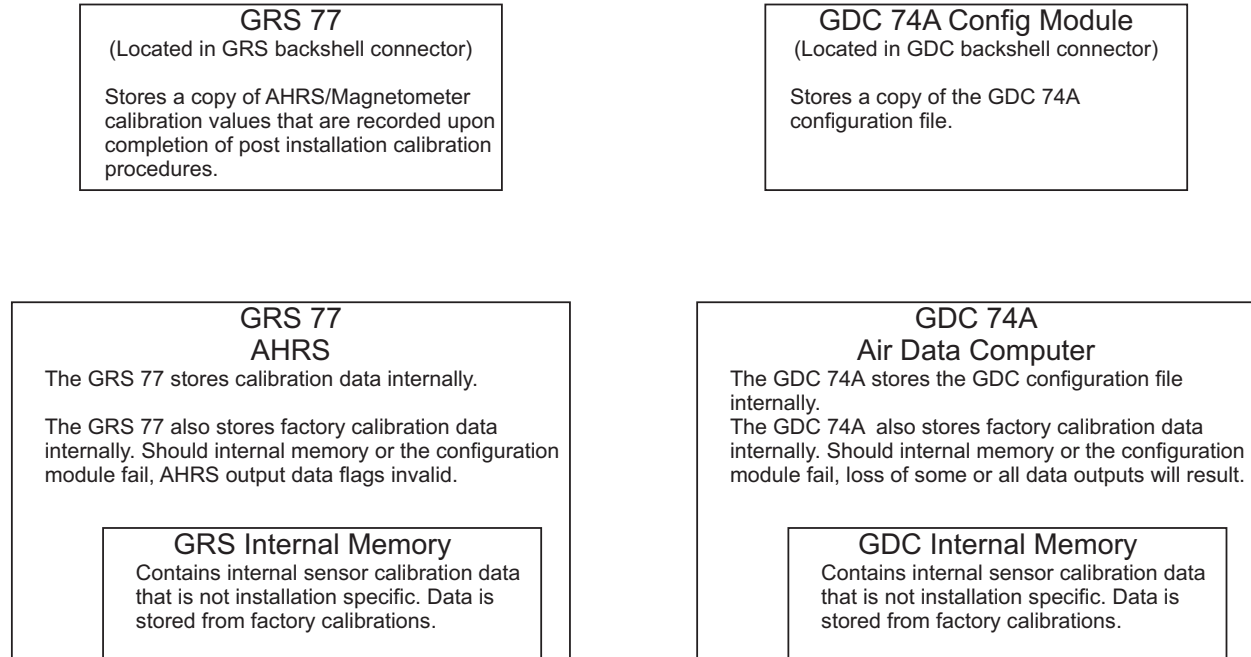 GRS 77
(Located in GRS backshell connector)
Stores a copy of AHRS/Magnetometer
calibration values that are recorded upon
completion of post installation calibration
procedures.
GDC 74A Config Module
(Located in GDC backshell connector)
Stores a copy of the GDC 74A
configuration file.
GRS 77
AHRS
The GRS 77 stores calibration data internally.
The GRS 77 also stores factory calibration data
internally. Should internal memory or the configuration
module fail, AHRS output data flags invalid.
GRS Internal Memory
Contains internal sensor calibration data
that is not installation specific. Data is
stored from factory calibrations.
GDC 74A
Air Data Computer
The GDC 74A stores the GDC configuration file
internally.
The GDC 74A also stores factory calibration data
internally. Should internal memory or the configuration
module fail, loss of some or all data outputs will result.
GDC Internal Memory
Contains internal sensor calibration data
that is not installation specific. Data is
stored from factory calibrations.